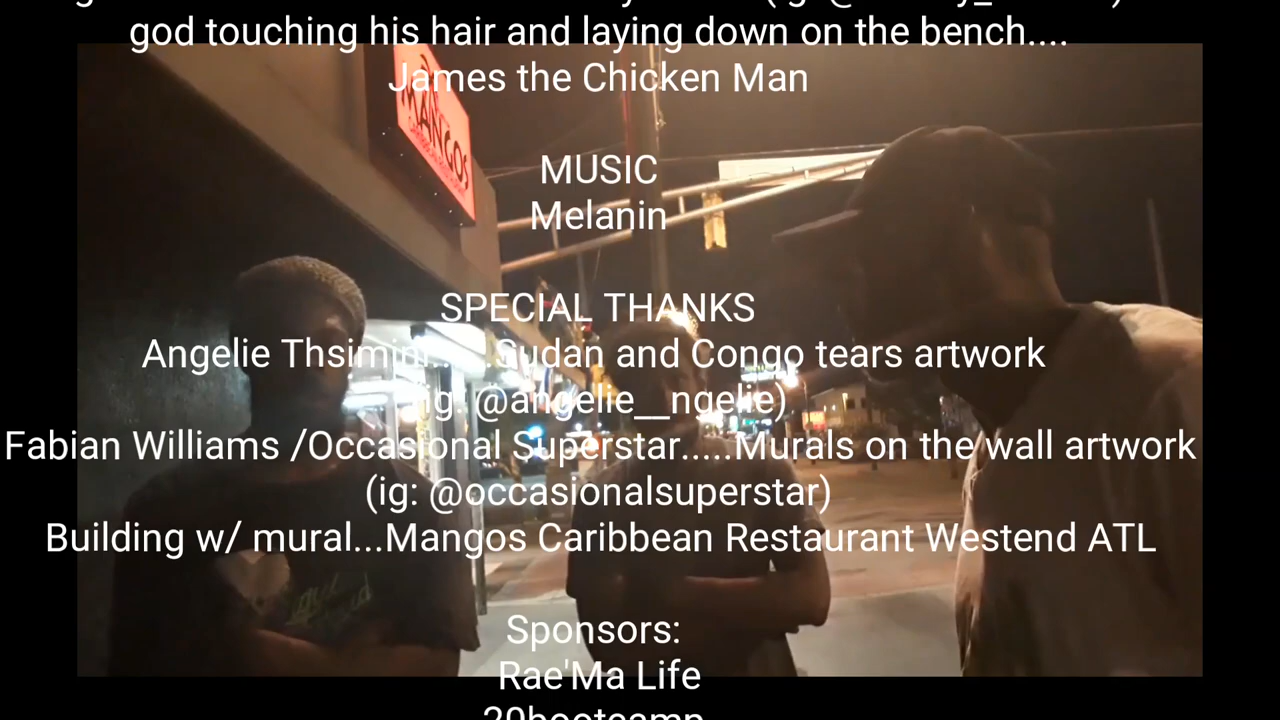 god touching his hair and laying down on the bench....
James the Chicken Man
MANGOS
MUSIC
Melanin
SPECIAL THANKS
Angelie Thsimini.......Sudan and Congo tears artwork
(ig: @angelie__ngelie)
Fabian Williams /Occasional Superstar.....Murals on the wall artwork
(ig: @occasionalsuperstar)
Building w/ mural...Mangos Caribbean Restaurant Westend ATL
Sponsors:
Rae'Ma Life
20bootcamp